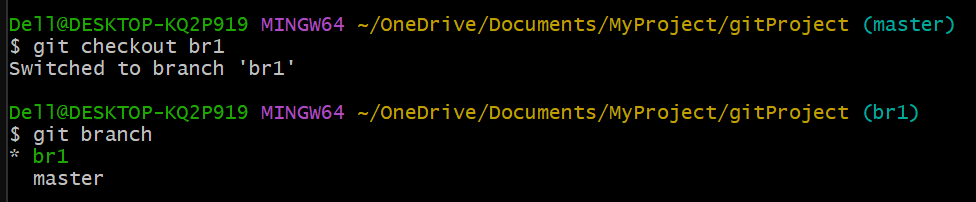 Dell@DESKTOP-KQ2P919 MINGW64 ~/OneDrive/Documents/MyProject/gitProject (master)
$ git checkout br1
Switched to branch 'br1'
Dell@DESKTOP-KQ2P919 MINGW64 ~/OneDrive/Documents/MyProject/gitProject (br1)
$ git branch
* br1
  master